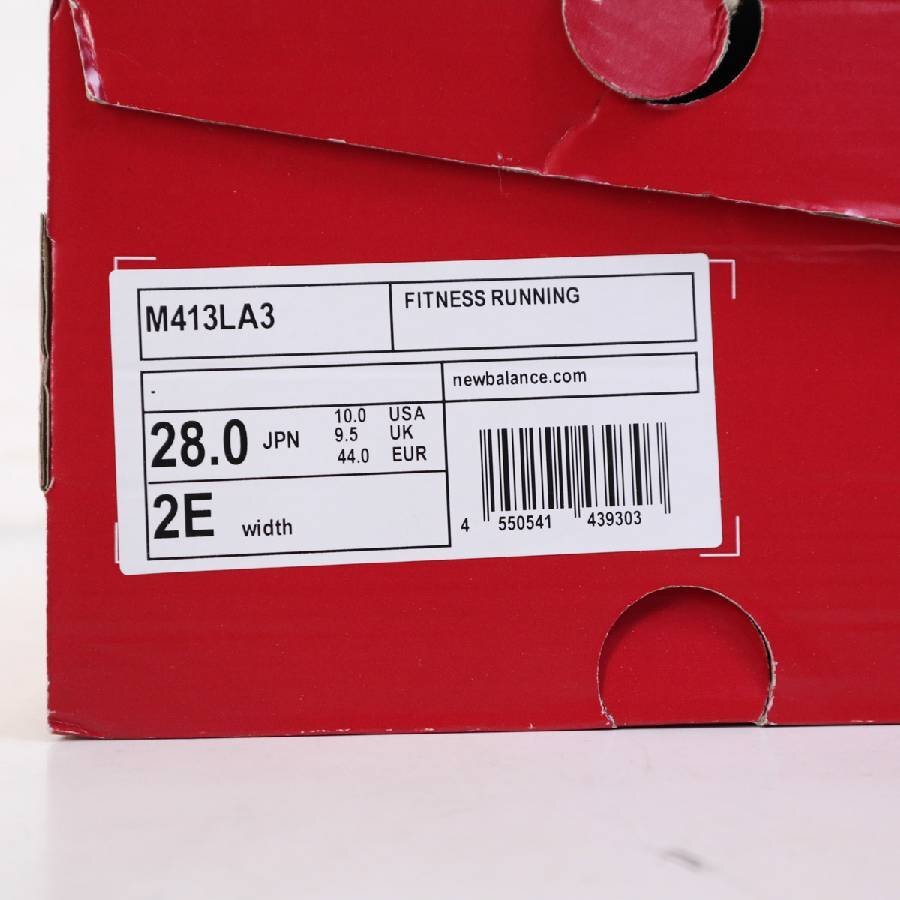 M413LA3
FITNESS RUNNING
-
newbalance.com
28.0 JPN
10.0 USA
9.5 UK
44.0 EUR
2E width
4 550541 439303